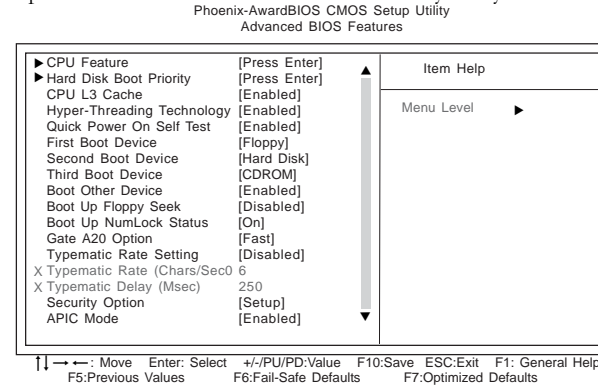 Phoenix-AwardBIOS CMOS Setup Utility
Advanced BIOS Features
▶ CPU Feature [Press Enter]
▶ Hard Disk Boot Priority [Press Enter]
CPU L3 Cache [Enabled]
Hyper-Threading Technology [Enabled]
Quick Power On Self Test [Enabled]
First Boot Device [Floppy]
Second Boot Device [Hard Disk]
Third Boot Device [CDROM]
Boot Other Device [Enabled]
Boot Up Floppy Seek [Disabled]
Boot Up NumLock Status [On]
Gate A20 Option [Fast]
Typematic Rate Setting [Disabled]
X Typematic Rate (Chars/Sec0 6
X Typematic Delay (Msec) 250
Security Option [Setup]
APIC Mode [Enabled]
Item Help
Menu Level ▶
↑↓→←: Move Enter: Select +/-/PU/PD:Value F10:Save ESC:Exit F1: General Help
F5:Previous Values F6:Fail-Safe Defaults F7:Optimized Defaults